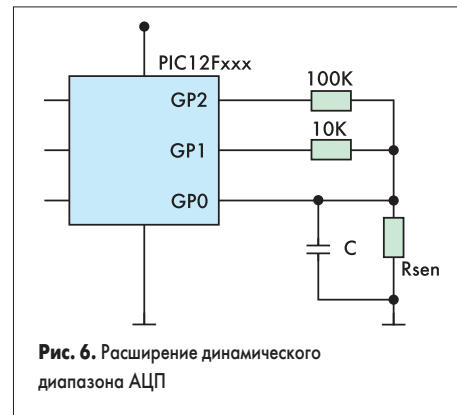 PIC12Fxxx
100K
GP2
10K
GP1
GP0
C
Rsen
Рис. 6. Расширение динамического
диапазона АЦП